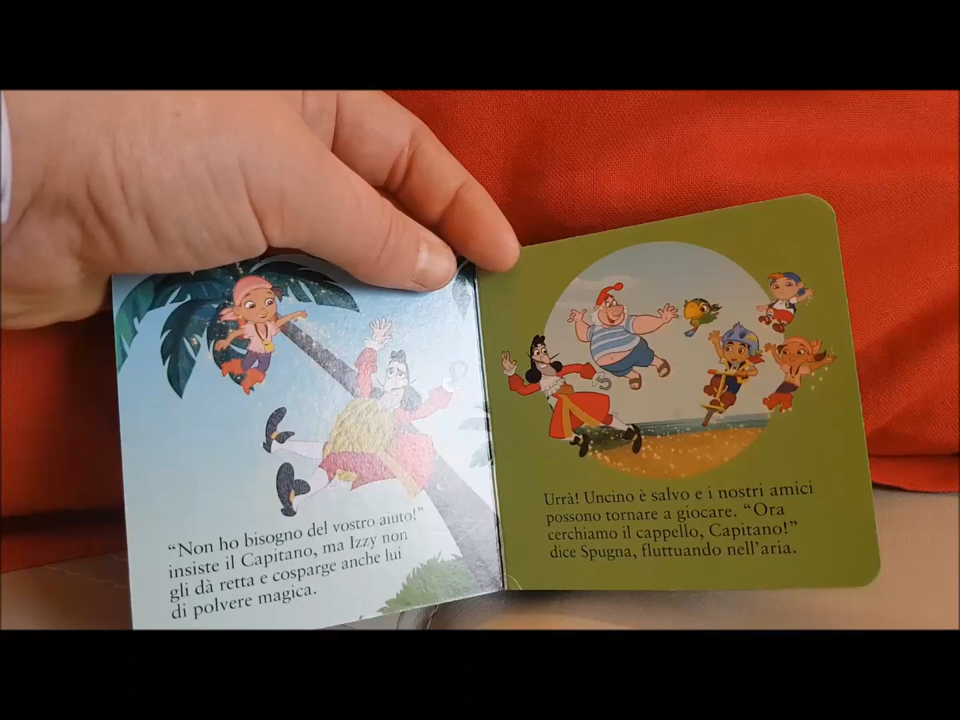 “Non ho bisogno del vostro aiuto!”
insiste il Capitano, ma Izzy non
gli dà retta e cosparge anche lui
di polvere magica.
Urrà! Uncino è salvo e i nostri amici
possono tornare a giocare. “Ora
cerchiamo il cappello, Capitano!”
dice Spugna, fluttuando nell’aria.